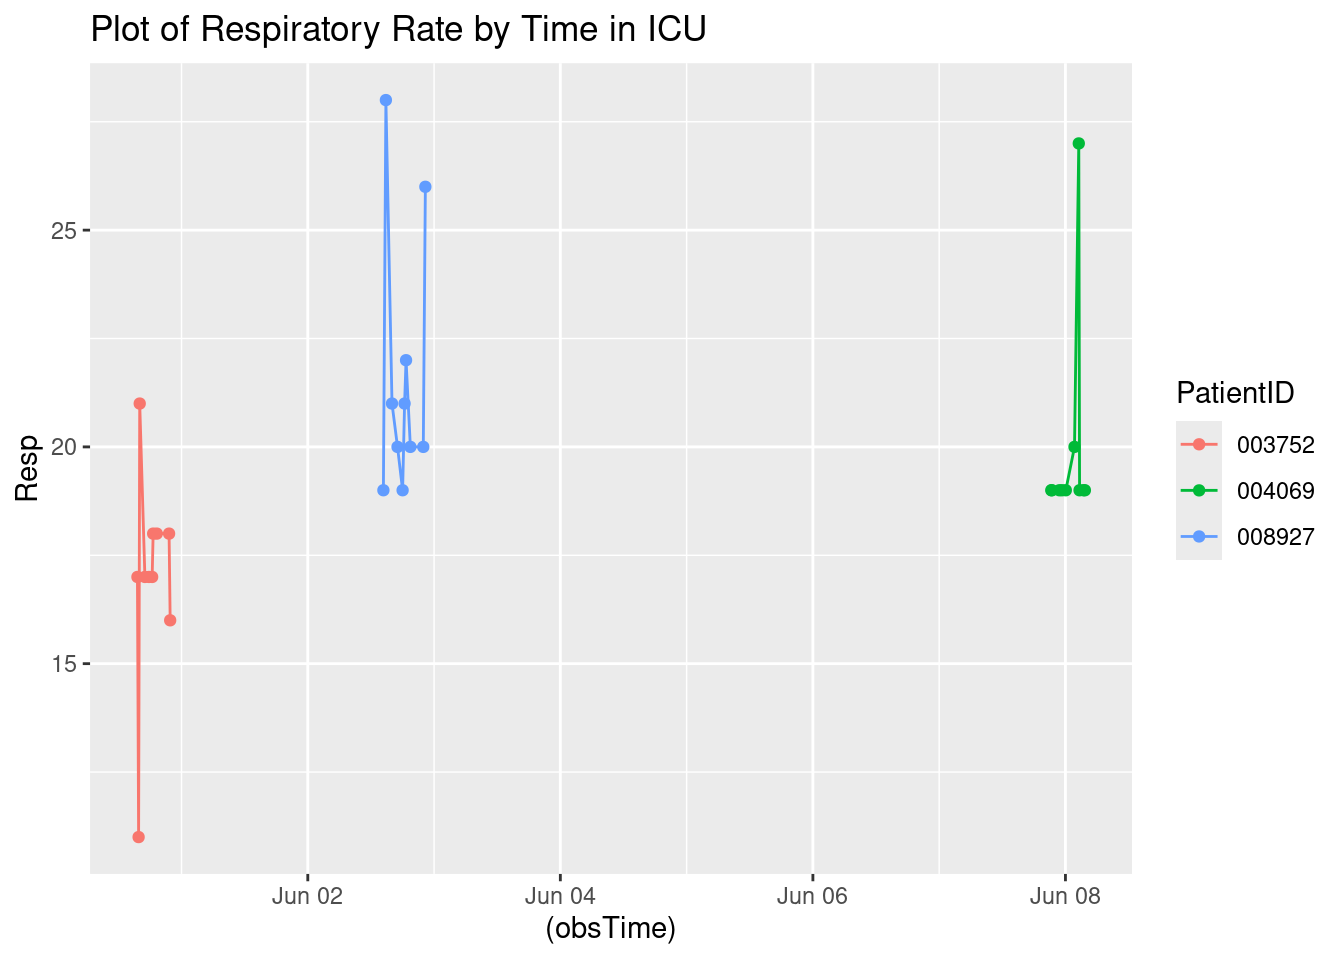 Plot of Respiratory Rate by Time in ICU
25
20
15
Resp
Jun 02 Jun 04 Jun 06 Jun 08
(obsTime)
PatientID
003752
004069
008927